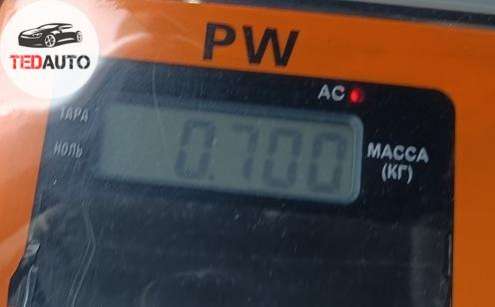 TEDAUTO
PW
AC
ТАРА
0.700
НОЛЬ
МАССА
(КГ)